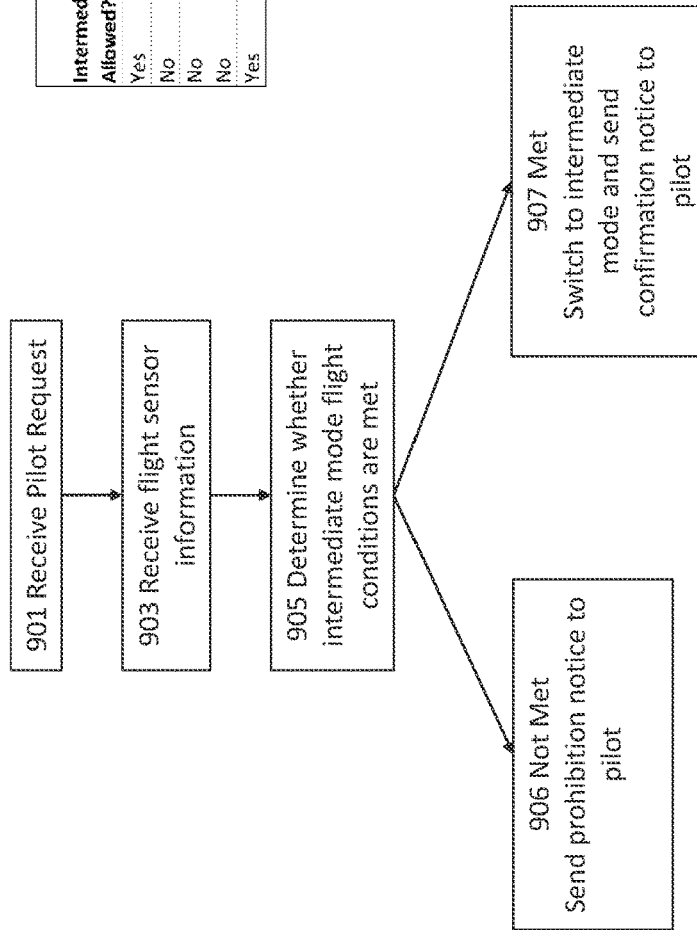 901 Receive Pilot Request
903 Receive flight sensor
information
905 Determine whether
intermediate mode flight
conditions are met
906 Not Met
Send prohibition notice to
pilot
907 Met
Switch to intermediate
mode and send
confirmation notice to
pilot
Intermed
Allowed?
Yes
No
No
No
Yes